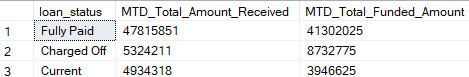 loan_status MTD_Total_Amount_Received MTD_Total_Funded_Amount
1 Fully Paid 47815851 41302025
2 Charged Off 5324211 8732775
3 Current 4934318 3946625